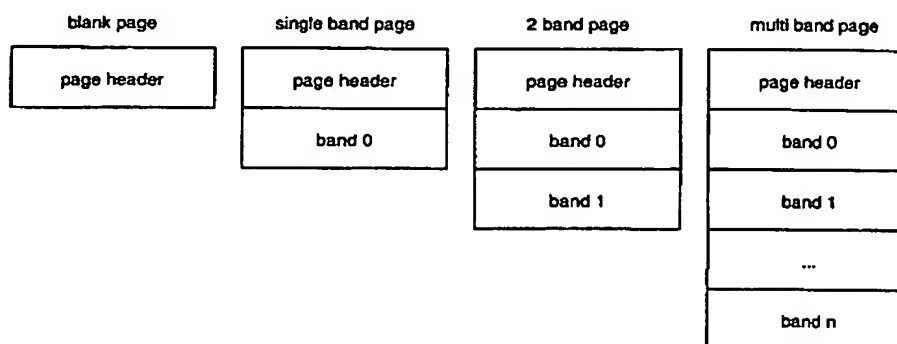 blank page
page header
single band page
page header
band 0
2 band page
page header
band 0
band 1
multi band page
page header
band 0
band 1
...
band n